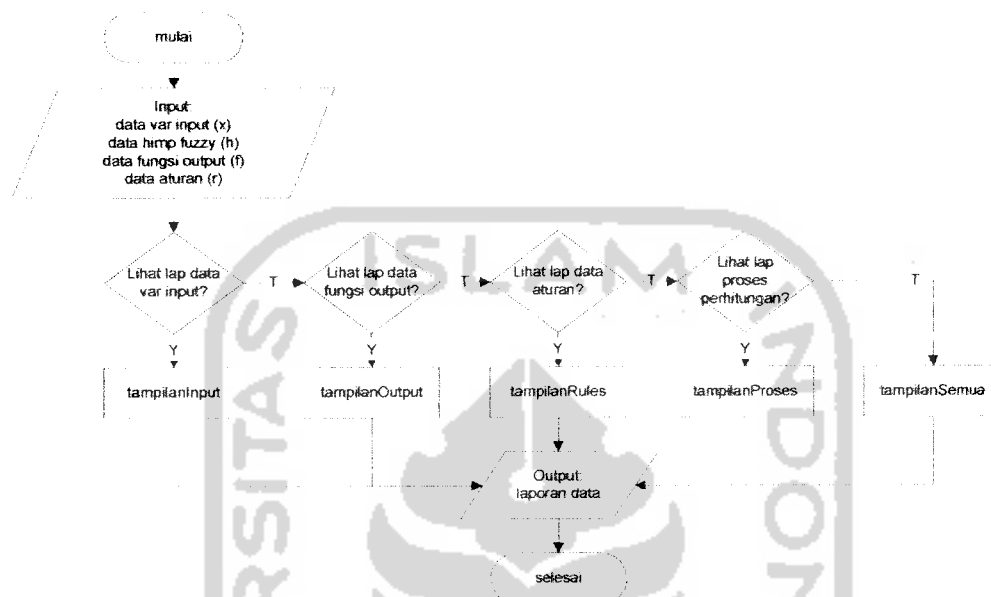 mulai
Input:
data var input (x)
data himp fuzzy (h)
data fungsi output (f)
data aturan (r)
Lihat lap data
var input?
T
Lihat lap data
fungsi output?
T
Lihat lap data
aturan?
T
Lihat lap
proses
perhitungan?
T
Y
Y
Y
Y
tampilanInput
tampilanOutput
tampilanRules
tampilanProses
tampilanSemua
Output:
laporan data
selesai
ISLAM
RSITAS
INDON